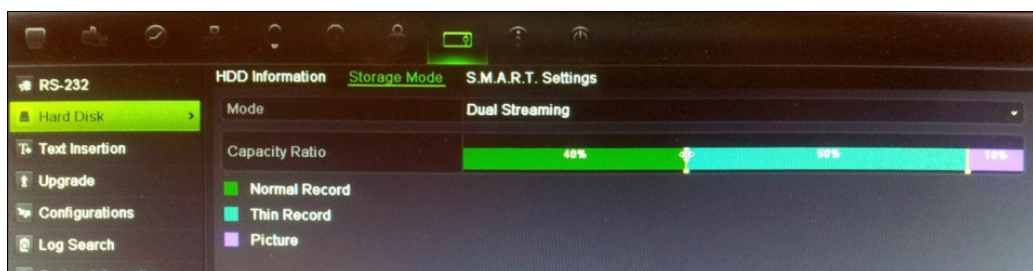 HDD Information Storage Mode S.M.A.R.T. Settings
RS-232
Hard Disk >
Text Insertion
Upgrade
Configurations
Log Search
Mode Dual Streaming
Capacity Ratio 40% 50% 10%
Normal Record
Thin Record
Picture